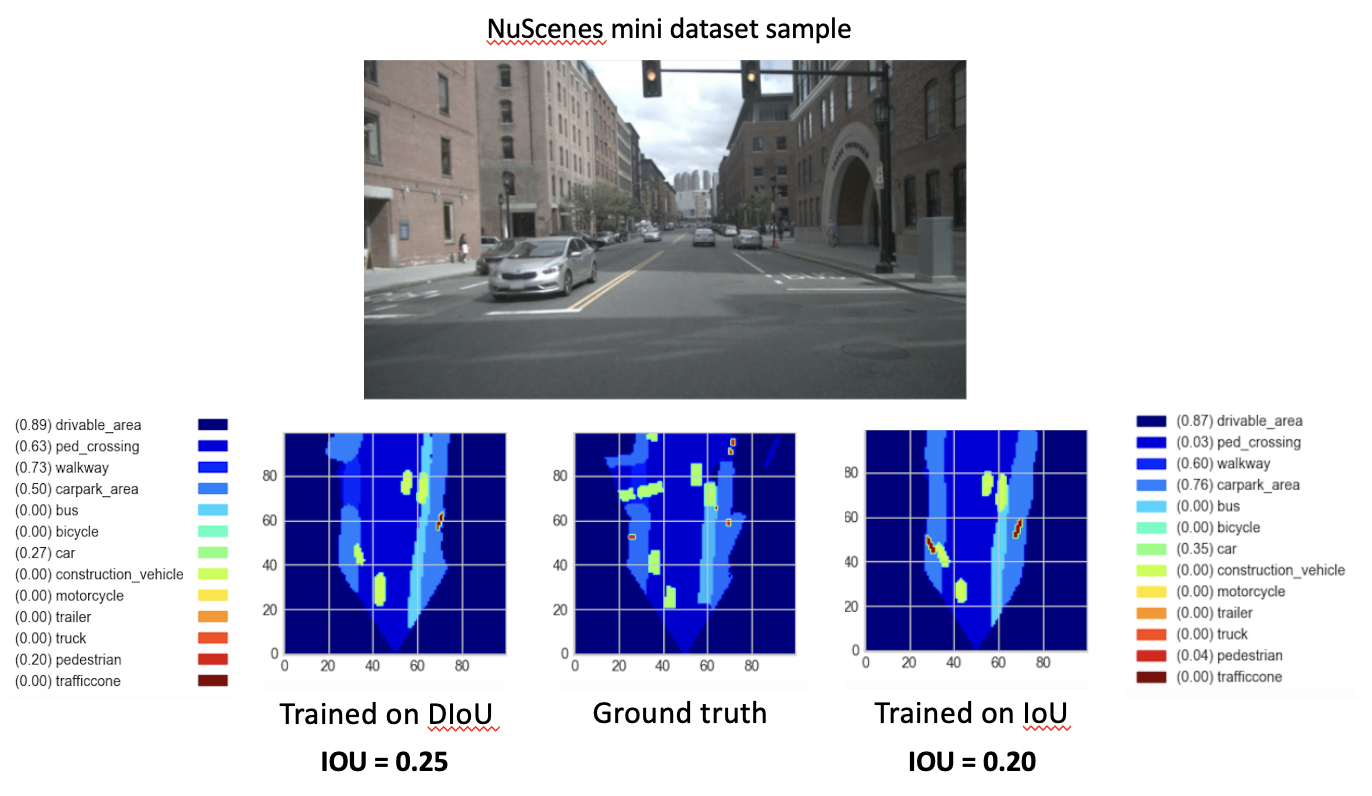 NuScenes mini dataset sample
BUS
(0.89) drivable_area
(0.63) ped_crossing
(0.73) walkway
(0.50) carpark_area
(0.00) bus
(0.00) bicycle
(0.27) car
(0.00) construction_vehicle
(0.00) motorcycle
(0.00) trailer
(0.00) truck
(0.20) pedestrian
(0.00) trafficcone
80
60
40
20
0
0 20 40 60 80
80
60
40
20
0
0 20 40 60 80
80
60
40
20
0
0 20 40 60 80
(0.87) drivable_area
(0.03) ped_crossing
(0.60) walkway
(0.76) carpark_area
(0.00) bus
(0.00) bicycle
(0.35) car
(0.00) construction_vehicle
(0.00) motorcycle
(0.00) trailer
(0.00) truck
(0.04) pedestrian
(0.00) trafficcone
Trained on DIoU
Ground truth
Trained on IoU
IOU = 0.25
IOU = 0.20